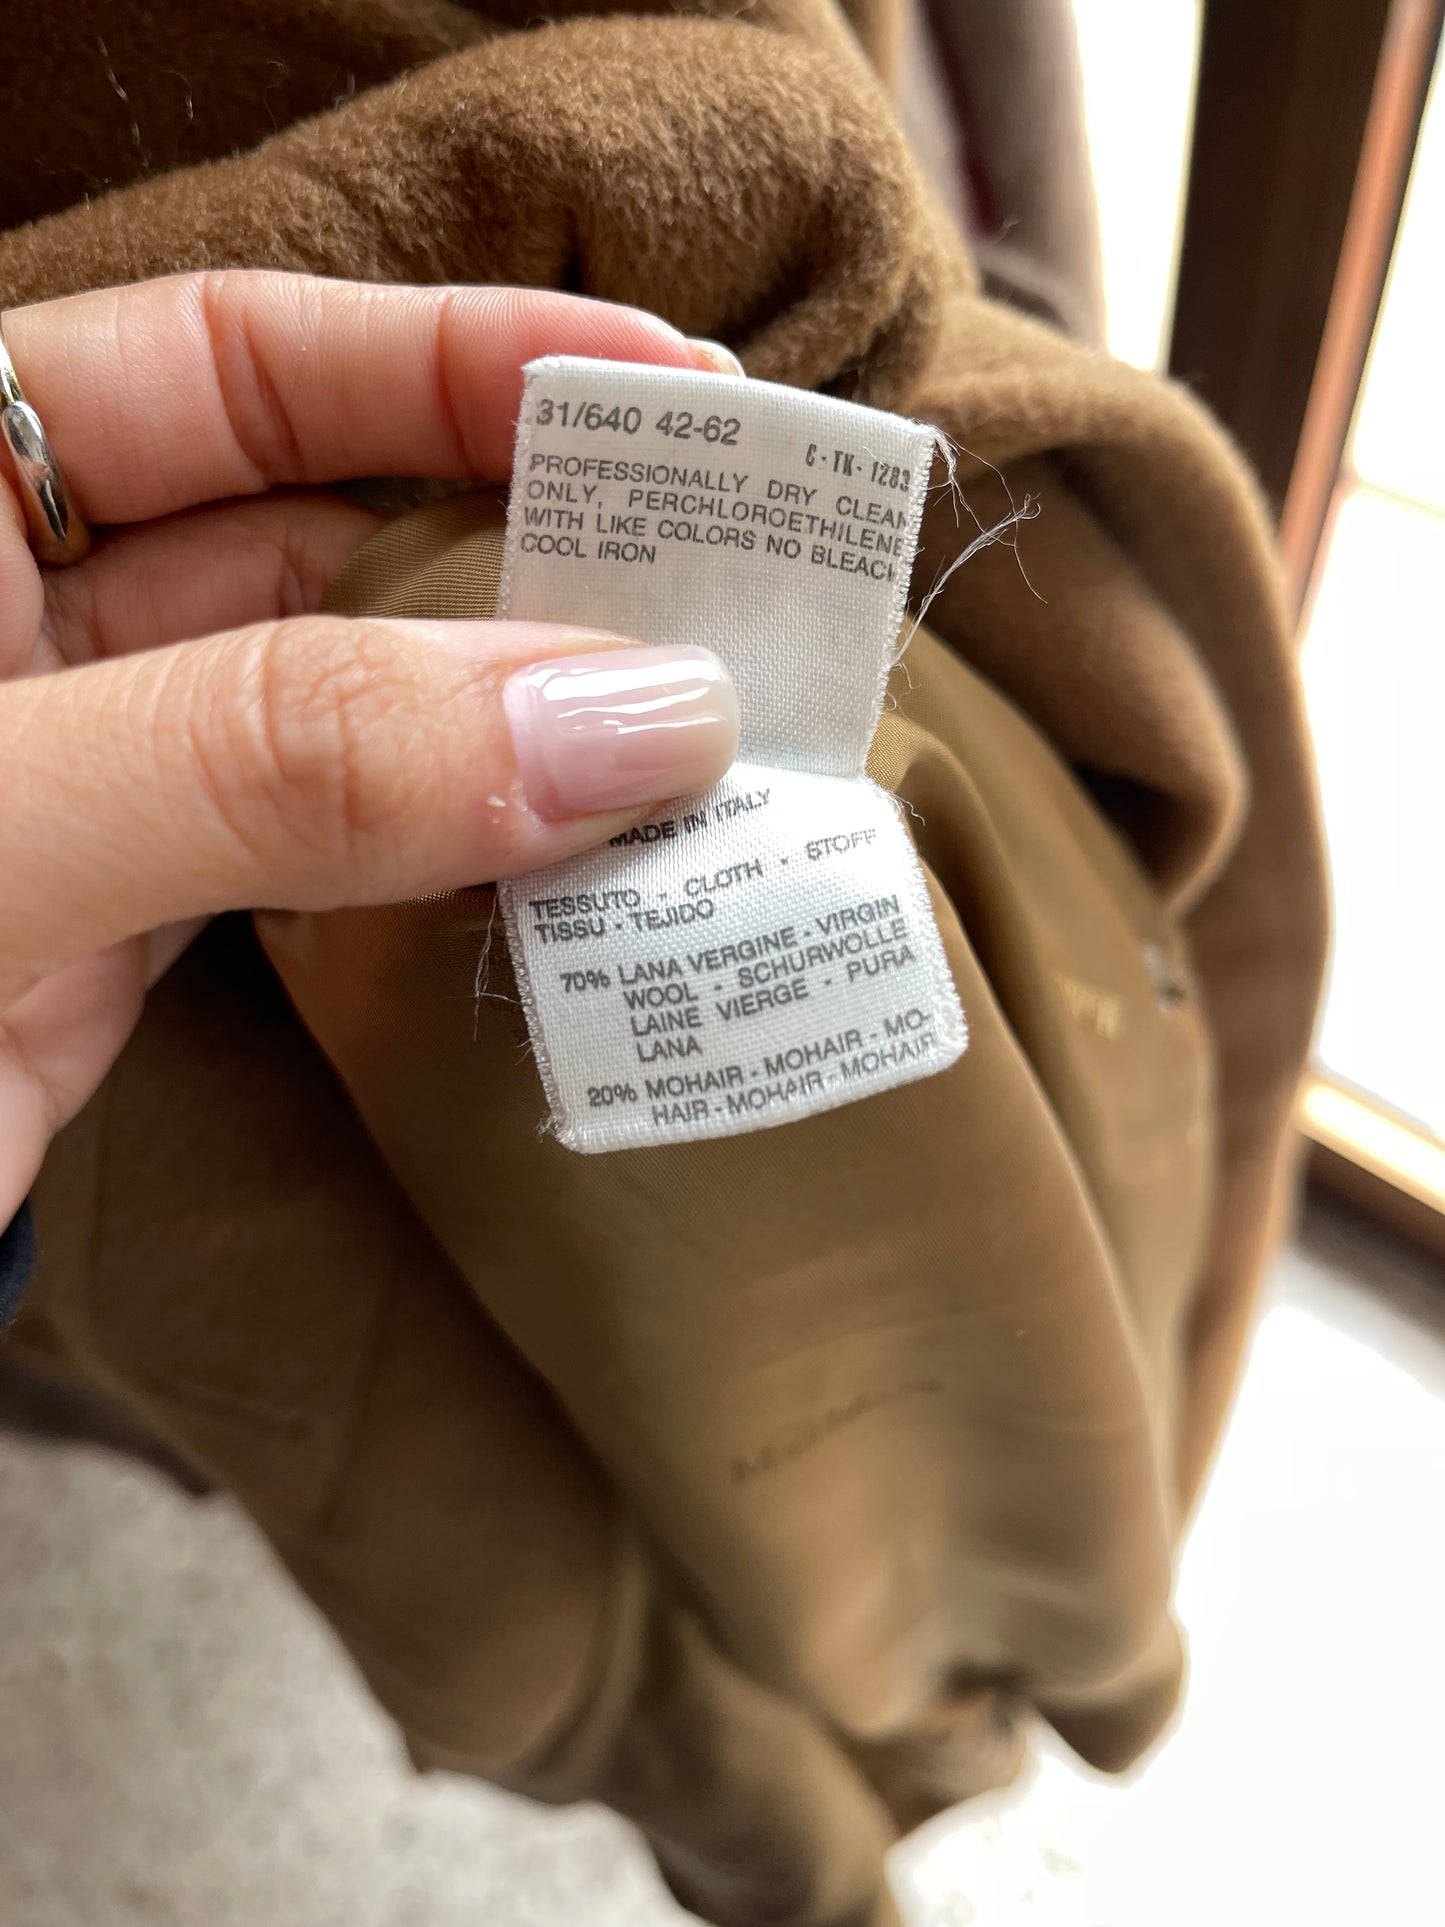 31/640 42-62
C-TK-1283
PROFESSIONALLY DRY CLEAN
ONLY, PERCHLOROETHILENE
WITH LIKE COLORS NO BLEACH
COOL IRON
MADE IN ITALY
TESSUTO - CLOTH - STOFF
TISSU - TEJIDO
70% LANA VERGINE - VIRGIN
WOOL - SCHURWOLLE
LAINE VIERGE - PURA
LANA
20% MOHAIR - MOHAIR - MO-
HAIR - MOHAIR - MOHAIR